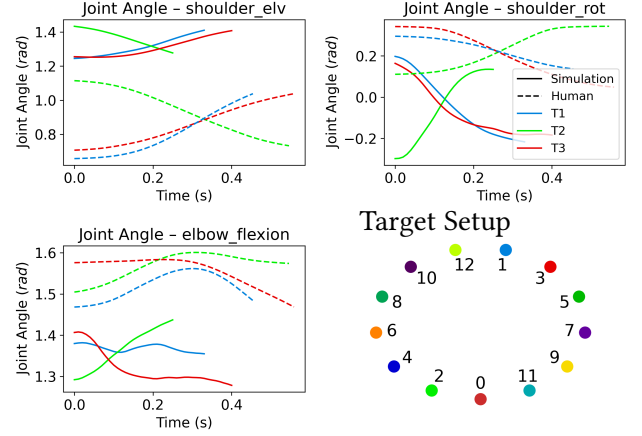 Joint Angle – shoulder_elv
Joint Angle (rad)
1.4
1.2
1.0
0.8
0.0
0.2
0.4
Time (s)
Joint Angle – shoulder_rot
Joint Angle (rad)
0.2
0.0
−0.2
0.0
0.2
0.4
Time (s)
Simulation
Human
T1
T2
T3
Joint Angle – elbow_flexion
Joint Angle (rad)
1.6
1.5
1.4
1.3
0.0
0.2
0.4
Time (s)
Target Setup
12
1
10
3
8
5
6
7
4
9
2
0
11